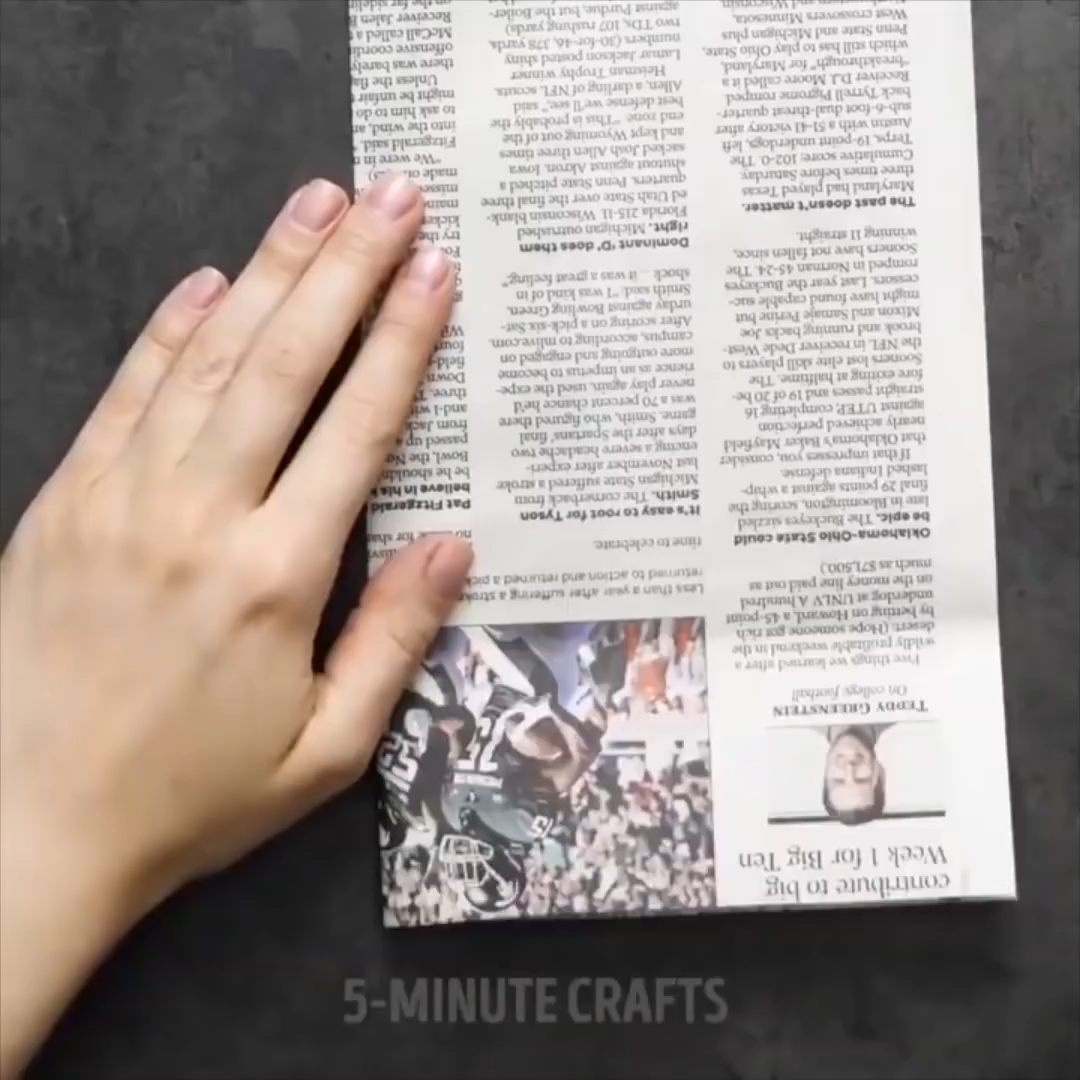 contribute to big
Week 1 for Big Ten
TEDDY GREENSTEIN
On college football
Five things we learned after a
wildly profitable weekend in the
desert. (Hope someone got rich
by betting on Howard, a 45-point
underdog at UNLV. A hundred
on the money line paid out as
much as $71,500.)
Oklahoma-Ohio State could
be epic. The Buckeyes sizzled
late in Bloomington, scoring the
final 29 points against a whip-
lashed Indiana defense.
If that impresses you, consider
that Oklahoma's Baker Mayfield
nearly achieved perfection
against UTEP, completing 16
straight passes and 19 of 20 be-
fore exiting at halftime. The
Sooners lost elite skill players to
the NFL in receiver Dede West-
brook and running backs Joe
Mixon and Samaje Perine but
might have found capable suc-
cessors. Last year the Buckeyes
romped in Norman 45-24. The
Sooners have not fallen since,
winning 11 straight.
The past doesn't matter.
Maryland had played Texas
three times before Saturday.
Cumulative score: 102-0. The
Terps, 19-point underdogs, left
Austin with a 51-41 victory after
sub-6-foot dual-threat quarter-
back Tyrrell Pigrome romped.
Receiver D.J. Moore called it a
"breakthrough" for Maryland,
which still has to play Ohio State,
Penn State and Michigan plus
West crossovers Minnesota,
Less than a year after suffering a stroke
returned to action and returned a pick
time to celebrate.
It's easy to root for Tyson
Smith. The cornerback from
Michigan State suffered a stroke
last November after experi-
encing a severe headache two
days after the Spartans' final
game. Smith, who figured there
was a 70 percent chance he'd
never play again, used the expe-
rience as an impetus to become
more outgoing and engaged on
campus, according to mlive.com.
After scoring on a pick-six Sat-
urday against Bowling Green,
Smith said: "I was kind of in
shock … it was a great feeling."
Dominant 'D' does them
right. Michigan outrushed
Florida 215-11. Wisconsin blank-
ed Utah State over the final three
quarters. Penn State pitched a
shutout against Akron. Iowa
sacked Josh Allen three times
and kept Wyoming out of the
end zone. "This is probably the
best defense we'll see," said
Allen, a darling of NFL scouts.
Heisman Trophy winner
Lamar Jackson posted shiny
numbers (30-for-46, 378 yards,
two TDs, 107 rushing yards)
against Purdue, but the Boiler-
Pat Fitzgerald
believe in his
be he shouldn
Bowl, the No
passed up a
from Jack
and-1 wi
three.
Down
field-
four
try the
kicker
made
"We were in
Fitzgerald said.
into the wind, an
to ask him to do
might be unfair
Unless the fla
there was barely
offensive coordi
McCall called a
Receiver Jalen B
5-MINUTE CRAFTS